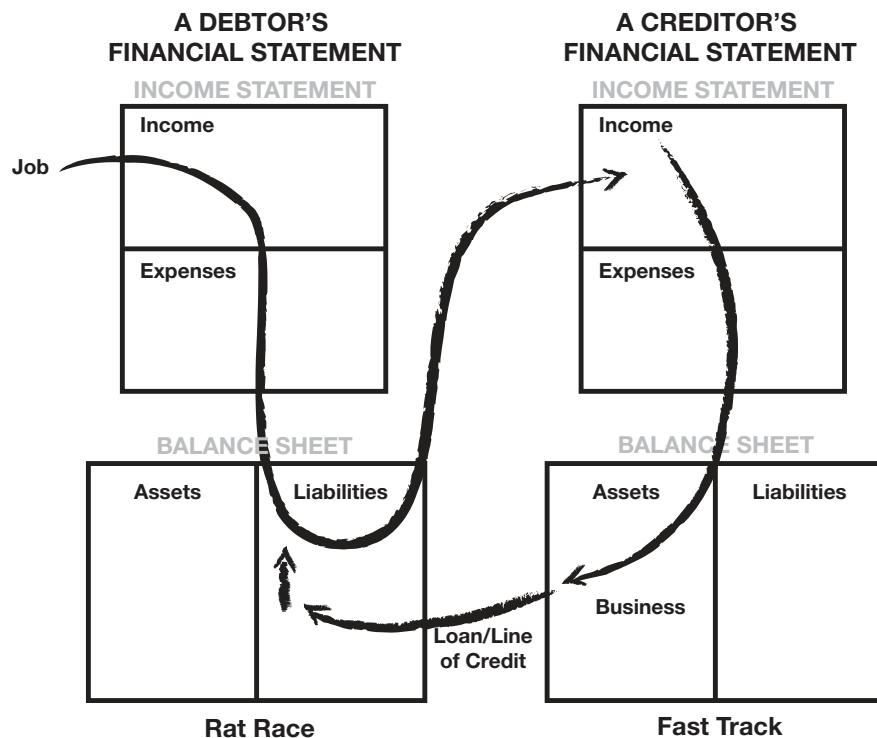 A DEBTOR’S
FINANCIAL STATEMENT
INCOME STATEMENT
Income
Job
Expenses
BALANCE SHEET
Assets
Liabilities
Rat Race
Loan/Line
of Credit
A CREDITOR’S
FINANCIAL STATEMENT
INCOME STATEMENT
Income
Expenses
BALANCE SHEET
Assets
Liabilities
Business
Fast Track